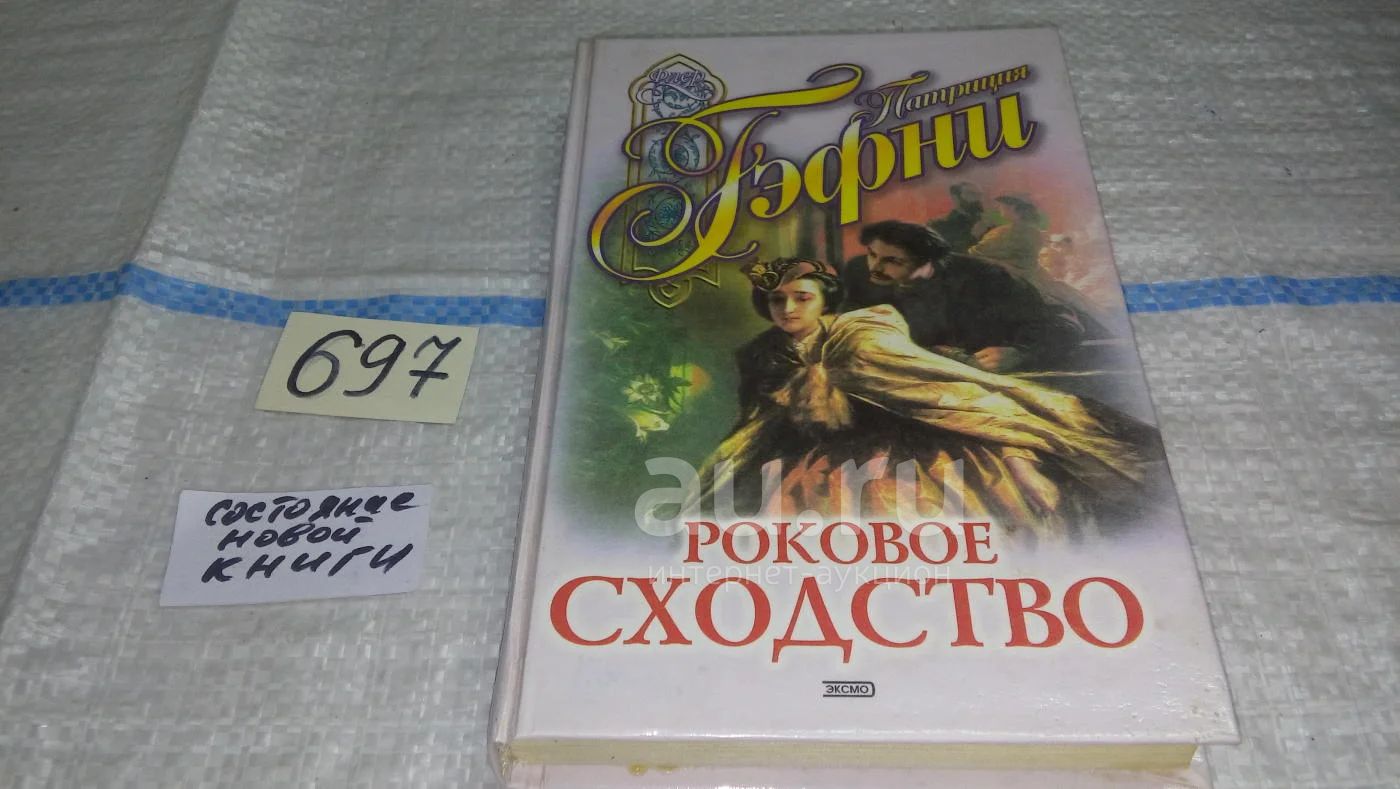 Флер
Патриция
Гэфни
697
состояние
новой
книги
au.ru
интернет-аукцион
РОКОВОЕ
СХОДСТВО
ЭКСМО